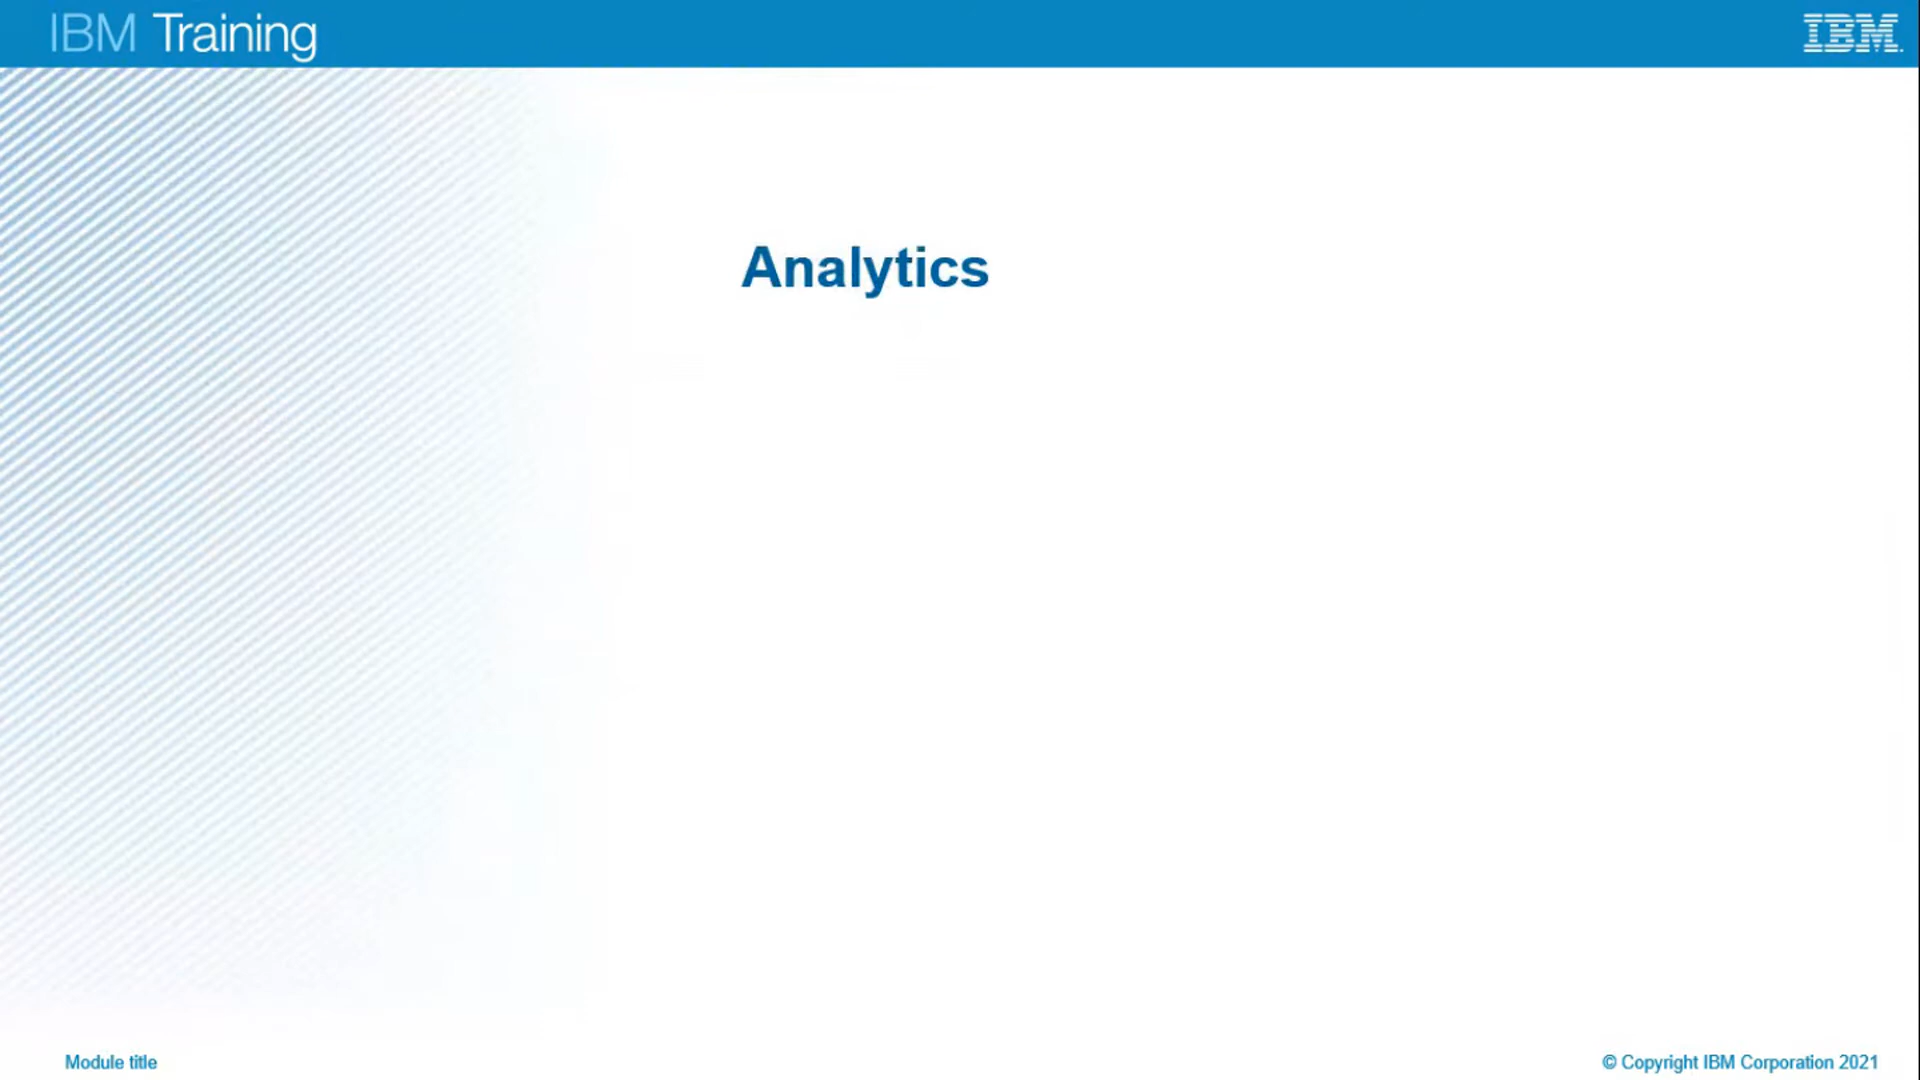 IBM Training
IBM
Analytics
Module title
© Copyright IBM Corporation 2021